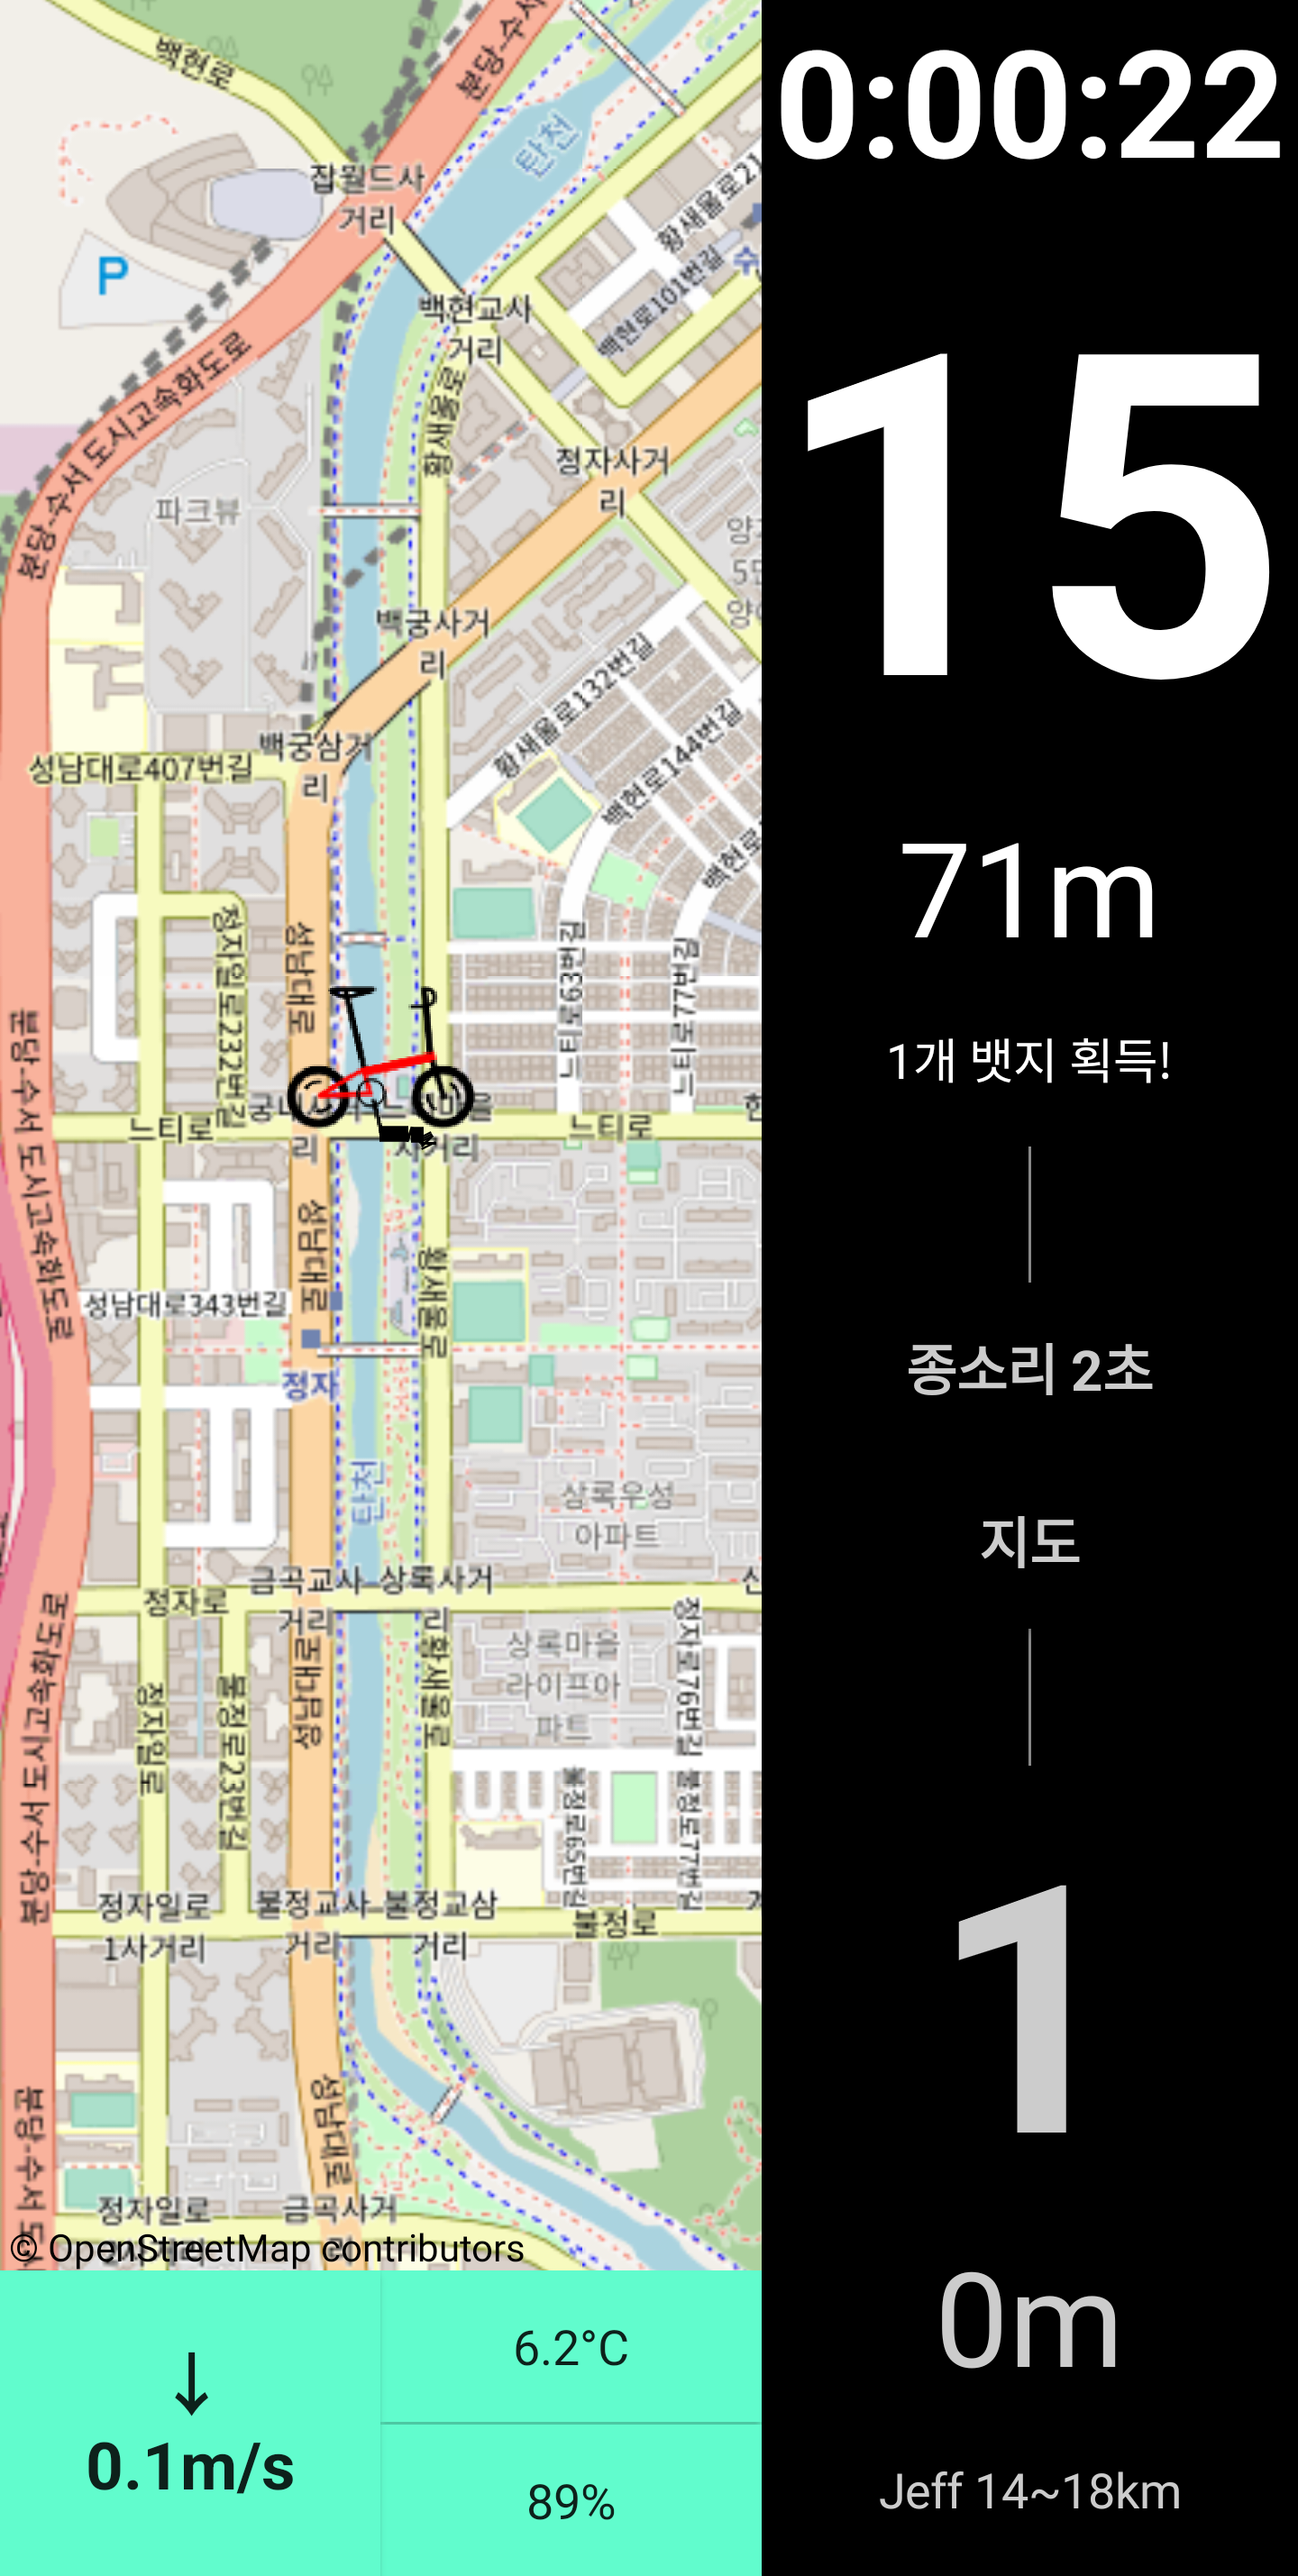 백현로
분당-수서
탄천
잡월드사
거리
P
황새울로21
수
백현로101번길
백현교사
거리
분당-수서 도시고속화도로
황새울로
정자사거
리
파크뷰
백궁사거
리
황새울로132번길
백현로144번길
백현로
백궁삼거
리
성남대로407번길
정자일로232번길
성남대로
느티로63번길
느티로77번길
분당-수서 도시고속화도로
느티로
리
사거리
느티로
성남대로
성남대로343번길
황새울로
정자
탄천
상록우성
아파트
금곡교사
거리
상록사거
리
정자로
상록마을
라이프아
파트
정자로76번길
분당-수서 도시고속화도로
성남대로
황새울로
정자일로
불정로23번길
불정로65번길
불정로77번길
정자일로
1사거리
불정교사
거리
불정교삼
거리
불정로
성남대로
정자일로
금곡사거
© OpenStreetMap contributors
↓
0.1m/s
6.2°C
89%
0:00:22
15
71m
1개 뱃지 획득!
종소리 2초
지도
1
0m
Jeff 14~18km